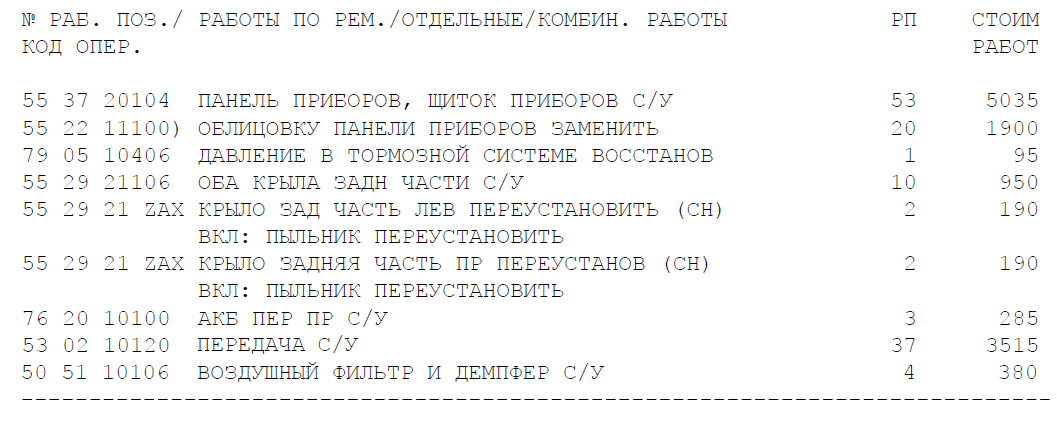 № РАБ. ПОЗ./ РАБОТЫ ПО РЕМ./ОТДЕЛЬНЫЕ/КОМБИН. РАБОТЫ РП СТОИМ
КОД ОПЕР. РАБОТ
55 37 20104 ПАНЕЛЬ ПРИБОРОВ, ЩИТОК ПРИБОРОВ С/У 53 5035
55 22 11100) ОБЛИЦОВКУ ПАНЕЛИ ПРИБОРОВ ЗАМЕНИТЬ 20 1900
79 05 10406 ДАВЛЕНИЕ В ТОРМОЗНОЙ СИСТЕМЕ ВОССТАНОВ 1 95
55 29 21106 ОБА КРЫЛА ЗАДН ЧАСТИ С/У 10 950
55 29 21 ZAX КРЫЛО ЗАД ЧАСТЬ ЛЕВ ПЕРЕУСТАНОВИТЬ (СН) 2 190
ВКЛ: ПЫЛЬНИК ПЕРЕУСТАНОВИТЬ
55 29 21 ZAX КРЫЛО ЗАДНЯЯ ЧАСТЬ ПР ПЕРЕУСТАНОВ (СН) 2 190
ВКЛ: ПЫЛЬНИК ПЕРЕУСТАНОВИТЬ
76 20 10100 АКБ ПЕР ПР С/У 3 285
53 02 10120 ПЕРЕДАЧА С/У 37 3515
50 51 10106 ВОЗДУШНЫЙ ФИЛЬТР И ДЕМПФЕР С/У 4 380